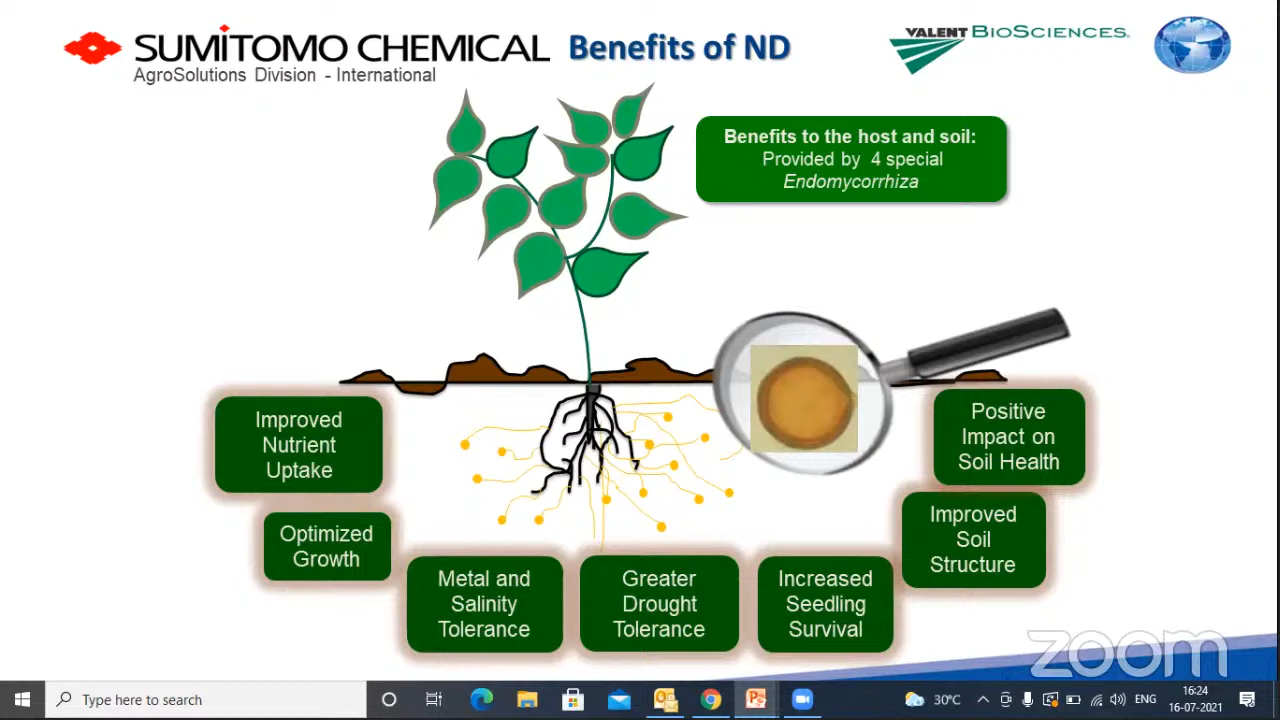 SUMİTOMO CHEMICAL
AgroSolutions Division - International
Benefits of ND
VALENT BIOSCIENCES.
Benefits to the host and soil:
Provided by 4 special
Endomycorrhiza
Improved
Nutrient
Uptake
Optimized
Growth
Metal and
Salinity
Tolerance
Greater
Drought
Tolerance
Increased
Seedling
Survival
Improved
Soil
Structure
Positive
Impact on
Soil Health
zoom
Type here to search
30°C
ENG
16:24
16-07-2021